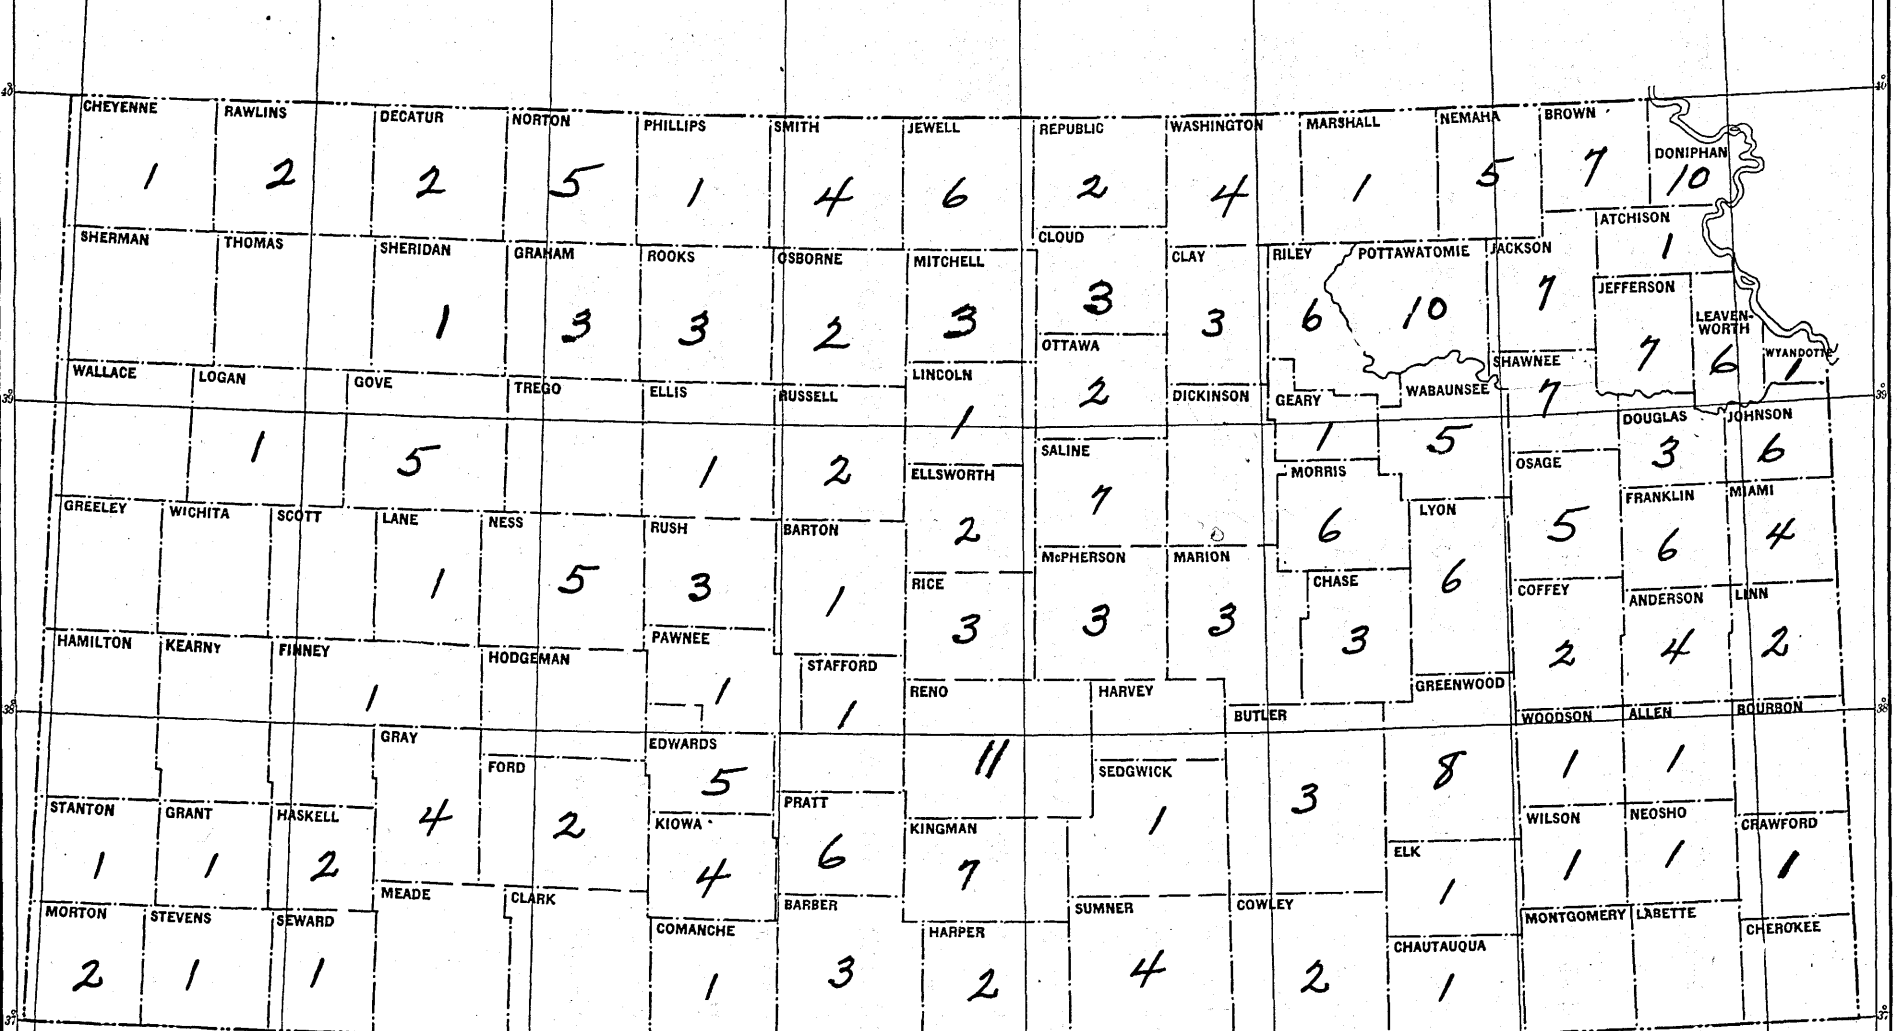 40°
40°
CHEYENNE RAWLINS DECATUR NORTON PHILLIPS SMITH JEWELL REPUBLIC WASHINGTON MARSHALL NEMAHA BROWN
DONIPHAN
1 2 2 5 1 4 6 2 4 1 5 7 10
ATCHISON
1
SHERMAN THOMAS SHERIDAN GRAHAM ROOKS OSBORNE MITCHELL CLOUD CLAY RILEY POTTAWATOMIE JACKSON
JEFFERSON
LEAVEN-
WORTH
1 3 3 2 3 3 3 6 10 7
7 6
WYANDOTTE
1
OTTAWA
2
SHAWNEE
7
39°
39°
WALLACE LOGAN GOVE TREGO ELLIS RUSSELL LINCOLN DICKINSON GEARY WABAUNSEE
DOUGLAS JOHNSON
1 5 1 2 1 1 5 3 6
ELLSWORTH SALINE MORRIS OSAGE
2 7 6 5
GREELEY WICHITA SCOTT LANE NESS RUSH BARTON LYON FRANKLIN MIAMI
1 5 3 1 6 6 4
RICE McPHERSON MARION CHASE COFFEY ANDERSON LINN
3 3 3 3 2 4 2
HAMILTON KEARNY FINNEY HODGEMAN PAWNEE STAFFORD
1 1 1
38°
38°
RENO HARVEY BUTLER GREENWOOD WOODSON ALLEN BOURBON
11 3 8 1 1
GRAY FORD EDWARDS SEDGWICK
4 2 5 1
STANTON GRANT HASKELL KIOWA PRATT KINGMAN ELK WILSON NEOSHO CRAWFORD
1 1 2 4 6 7 1 1 1 1
MORTON STEVENS SEWARD MEADE CLARK COMANCHE BARBER HARPER SUMNER COWLEY CHAUTAUQUA MONTGOMERY LABETTE CHEROKEE
2 1 1 1 3 2 4 2 1
37°
37°